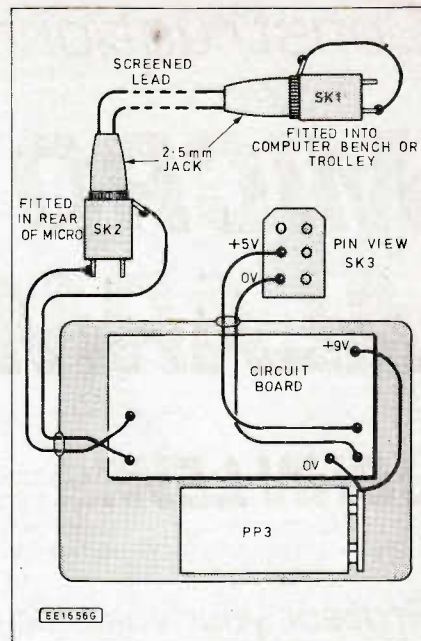 SCREENED
LEAD
SK1
FITTED INTO
COMPUTER BENCH OR
TROLLEY
2·5mm
JACK
FITTED
IN REAR
OF MICRO
SK2
+5V
PIN VIEW
SK3
0V
+9V
CIRCUIT
BOARD
0V
PP3
EE1656G